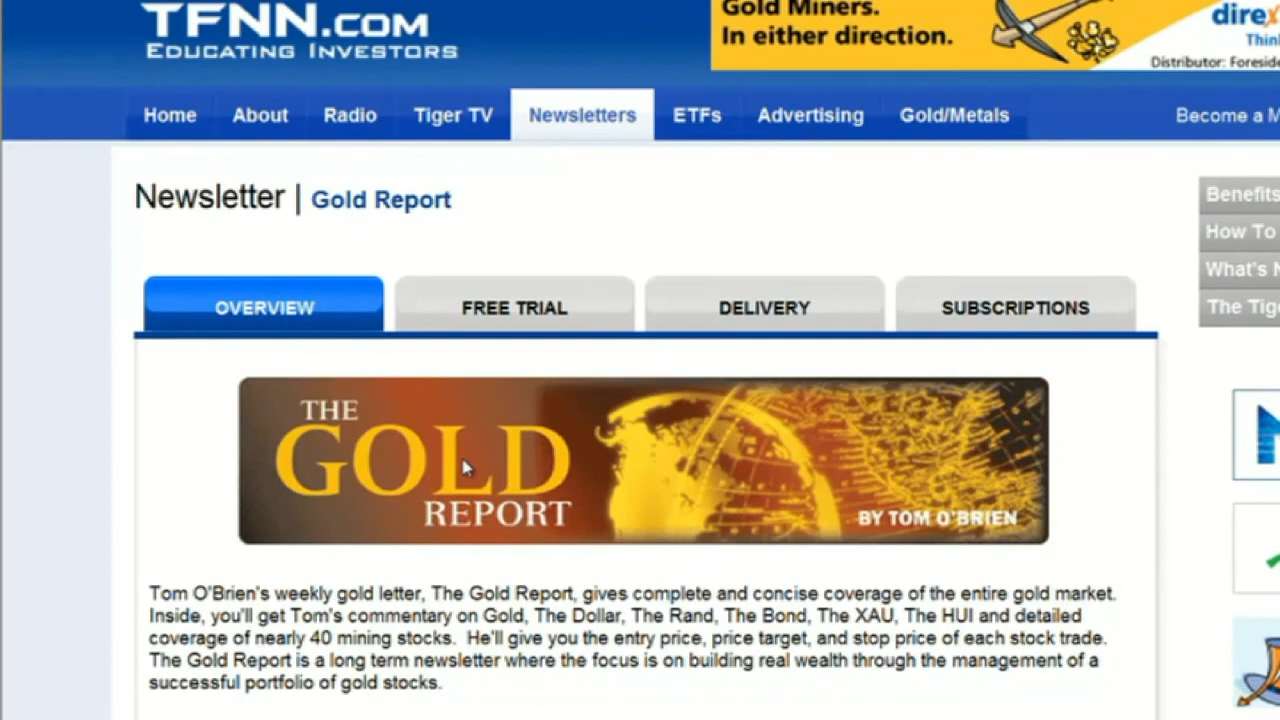 TFNN.COM
EDUCATING INVESTORS
Gold Miners.
In either direction.
Distributor:
Home About Radio Tiger TV Newsletters ETFs Advertising Gold/Metals Become a
Newsletter | Gold Report
Benefits
How To
What's
The
OVERVIEW FREE TRIAL DELIVERY SUBSCRIPTIONS
THE
GOLD
REPORT
BY TOM O'BRIEN
Tom O'Brien's weekly gold letter, The Gold Report, gives complete and concise coverage of the entire gold market.
Inside, you'll get Tom's commentary on Gold, The Dollar, The Rand, The Bond, The XAU, The HUI and detailed
coverage of nearly 40 mining stocks.  He'll give you the entry price, price target, and stop price of each stock trade.
The Gold Report is a long term newsletter where the focus is on building real wealth through the management of a
successful portfolio of gold stocks.